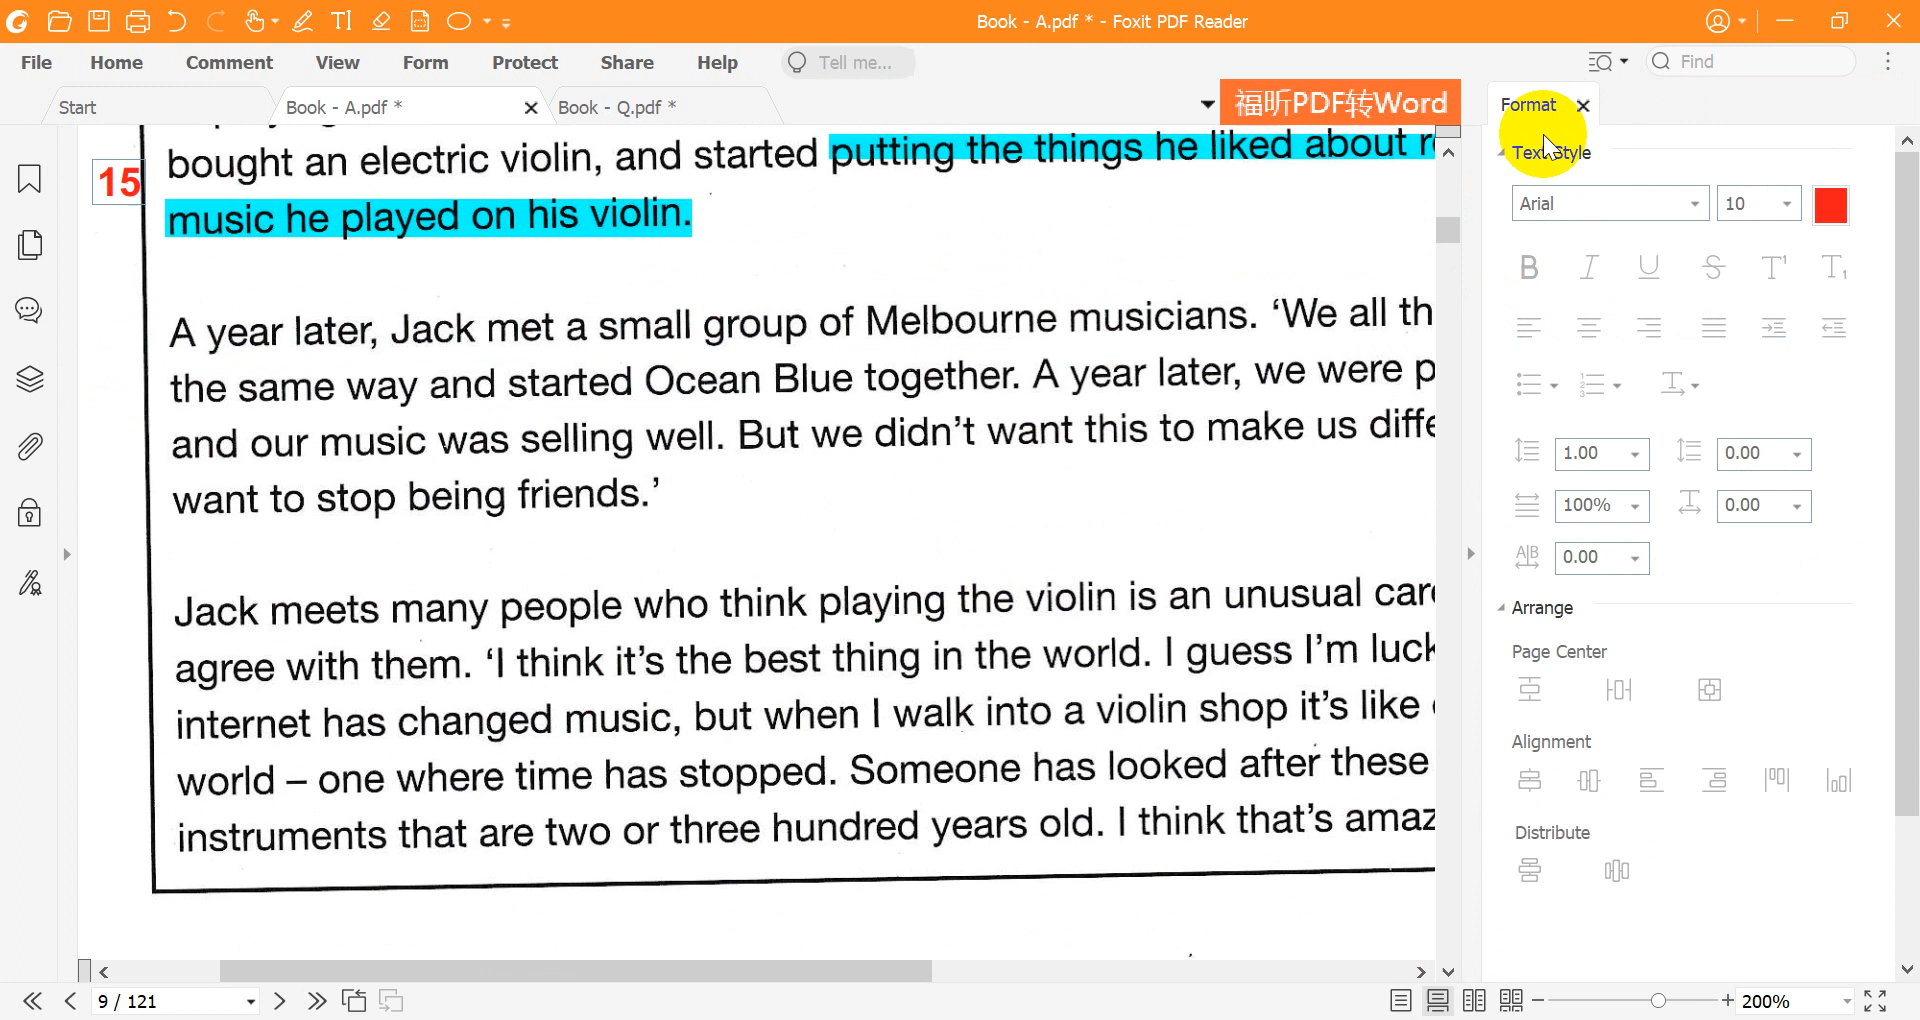 Book - A.pdf * - Foxit PDF Reader
File Home Comment View Form Protect Share Help Tell me... Find
Start Book - A.pdf * Book - Q.pdf * 福昕PDF转Word Format
Text Style
Arial 10
1.00 0.00
100% 0.00
0.00
Arrange
Page Center
Alignment
Distribute
15
bought an electric violin, and started putting the things he liked about r
music he played on his violin.
A year later, Jack met a small group of Melbourne musicians. ‘We all th
the same way and started Ocean Blue together. A year later, we were p
and our music was selling well. But we didn’t want this to make us diffe
want to stop being friends.’
Jack meets many people who think playing the violin is an unusual car
agree with them. ‘I think it’s the best thing in the world. I guess I’m luck
internet has changed music, but when I walk into a violin shop it’s like
world – one where time has stopped. Someone has looked after these
instruments that are two or three hundred years old. I think that’s amaz
9 / 121 200%